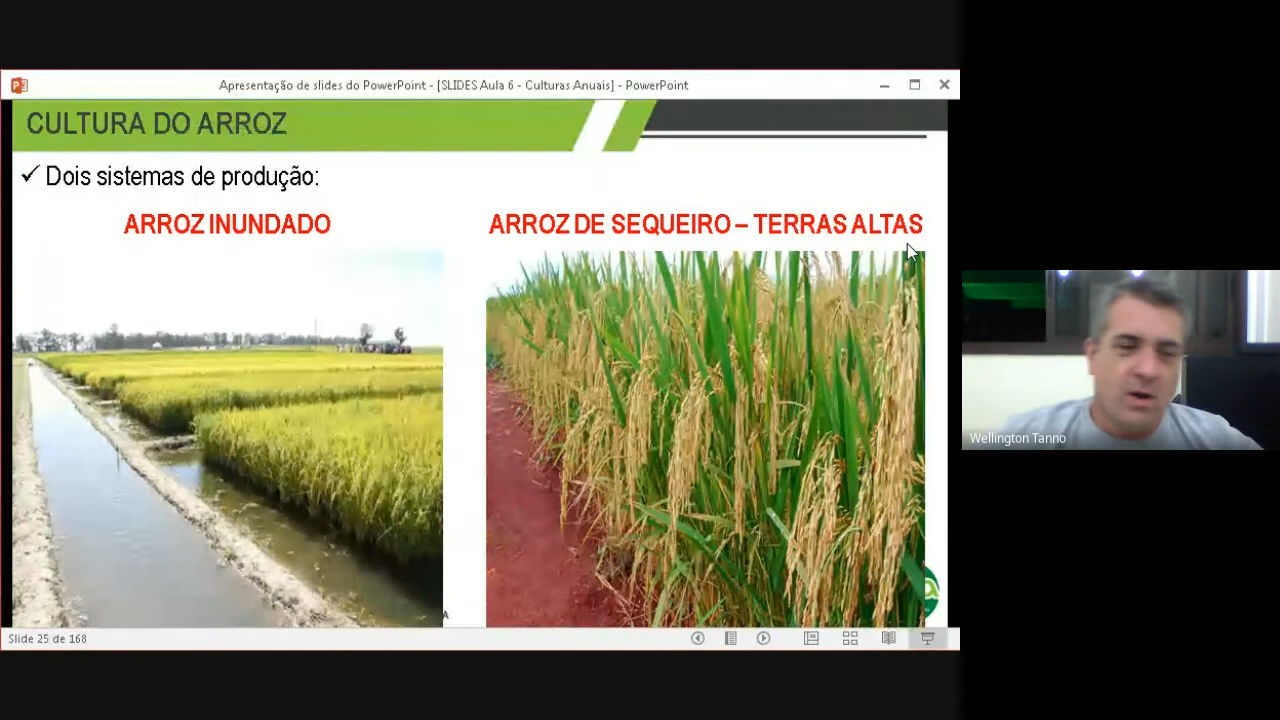 Apresentação de slides do PowerPoint - [SLIDES Aula 6 - Culturas Anuais] - PowerPoint
CULTURA DO ARROZ
✓ Dois sistemas de produção:
ARROZ INUNDADO
ARROZ DE SEQUEIRO – TERRAS ALTAS
Wellington Tanno
Slide 25 de 168